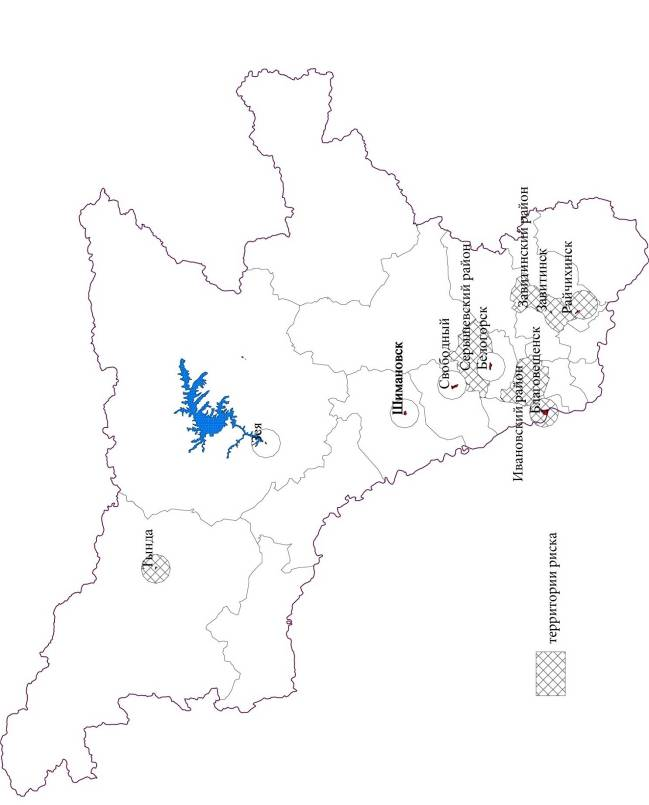 Тында
Зея
Шимановск
Свободный
Серышевский район
Белогорск
Ивановский район
Благовещенск
Завитинский район
Завитинск
Райчихинск
территории риска